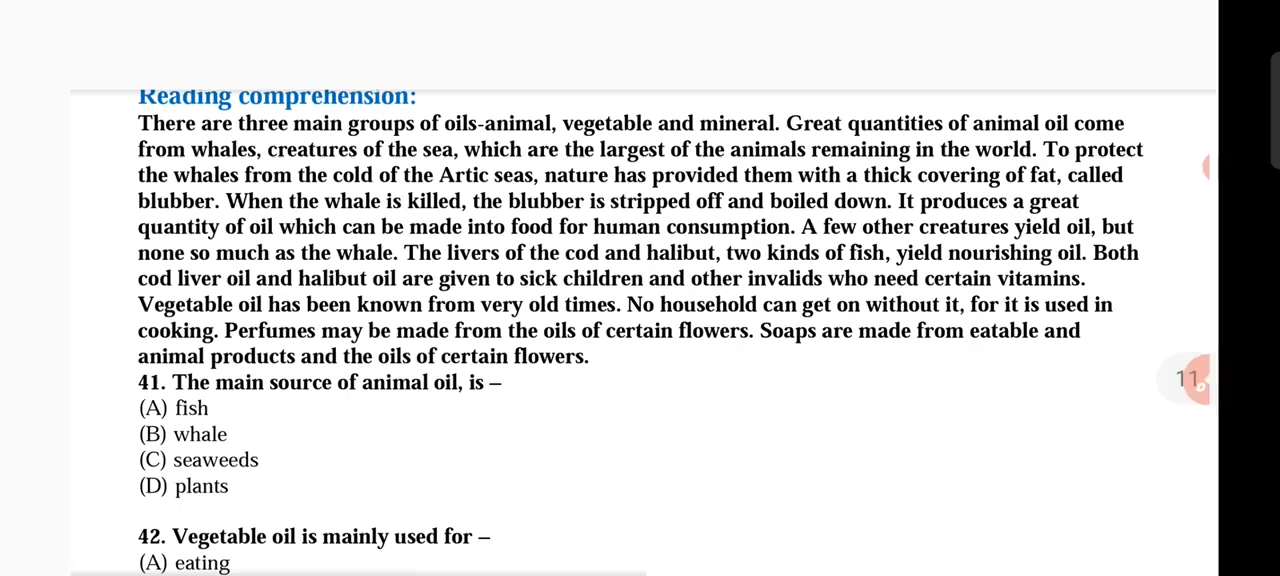 Reading comprehension:
There are three main groups of oils-animal, vegetable and mineral. Great quantities of animal oil come
from whales, creatures of the sea, which are the largest of the animals remaining in the world. To protect
the whales from the cold of the Artic seas, nature has provided them with a thick covering of fat, called
blubber. When the whale is killed, the blubber is stripped off and boiled down. It produces a great
quantity of oil which can be made into food for human consumption. A few other creatures yield oil, but
none so much as the whale. The livers of the cod and halibut, two kinds of fish, yield nourishing oil. Both
cod liver oil and halibut oil are given to sick children and other invalids who need certain vitamins.
Vegetable oil has been known from very old times. No household can get on without it, for it is used in
cooking. Perfumes may be made from the oils of certain flowers. Soaps are made from eatable and
animal products and the oils of certain flowers.
41. The main source of animal oil, is –
(A) fish
(B) whale
(C) seaweeds
(D) plants
42. Vegetable oil is mainly used for –
(A) eating
11